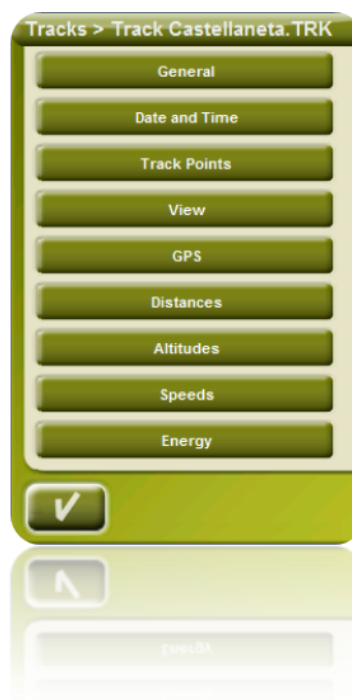 Tracks > Track Castellaneta.TRK
General
Date and Time
Track Points
View
GPS
Distances
Altitudes
Speeds
Energy